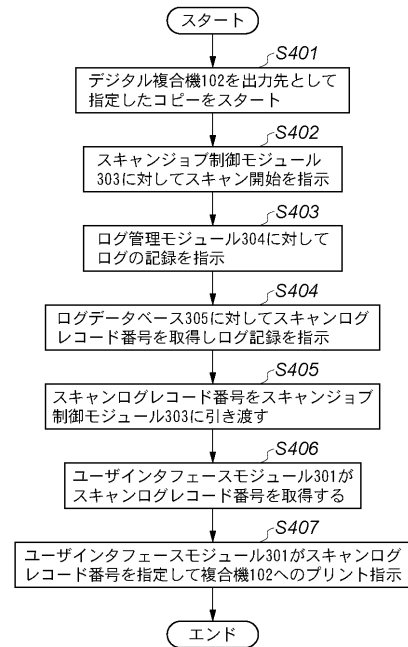 スタート
S401
デジタル複合機102を出力先として
指定したコピーをスタート
S402
スキャンジョブ制御モジュール
303に対してスキャン開始を指示
S403
ログ管理モジュール304に対して
ログの記録を指示
S404
ログデータベース305に対してスキャンログ
レコード番号を取得しログ記録を指示
S405
スキャンログレコード番号をスキャンジョブ
制御モジュール303に引き渡す
S406
ユーザインタフェースモジュール301が
スキャンログレコード番号を取得する
S407
ユーザインタフェースモジュール301がスキャンログ
レコード番号を指定して複合機102へのプリント指示
エンド